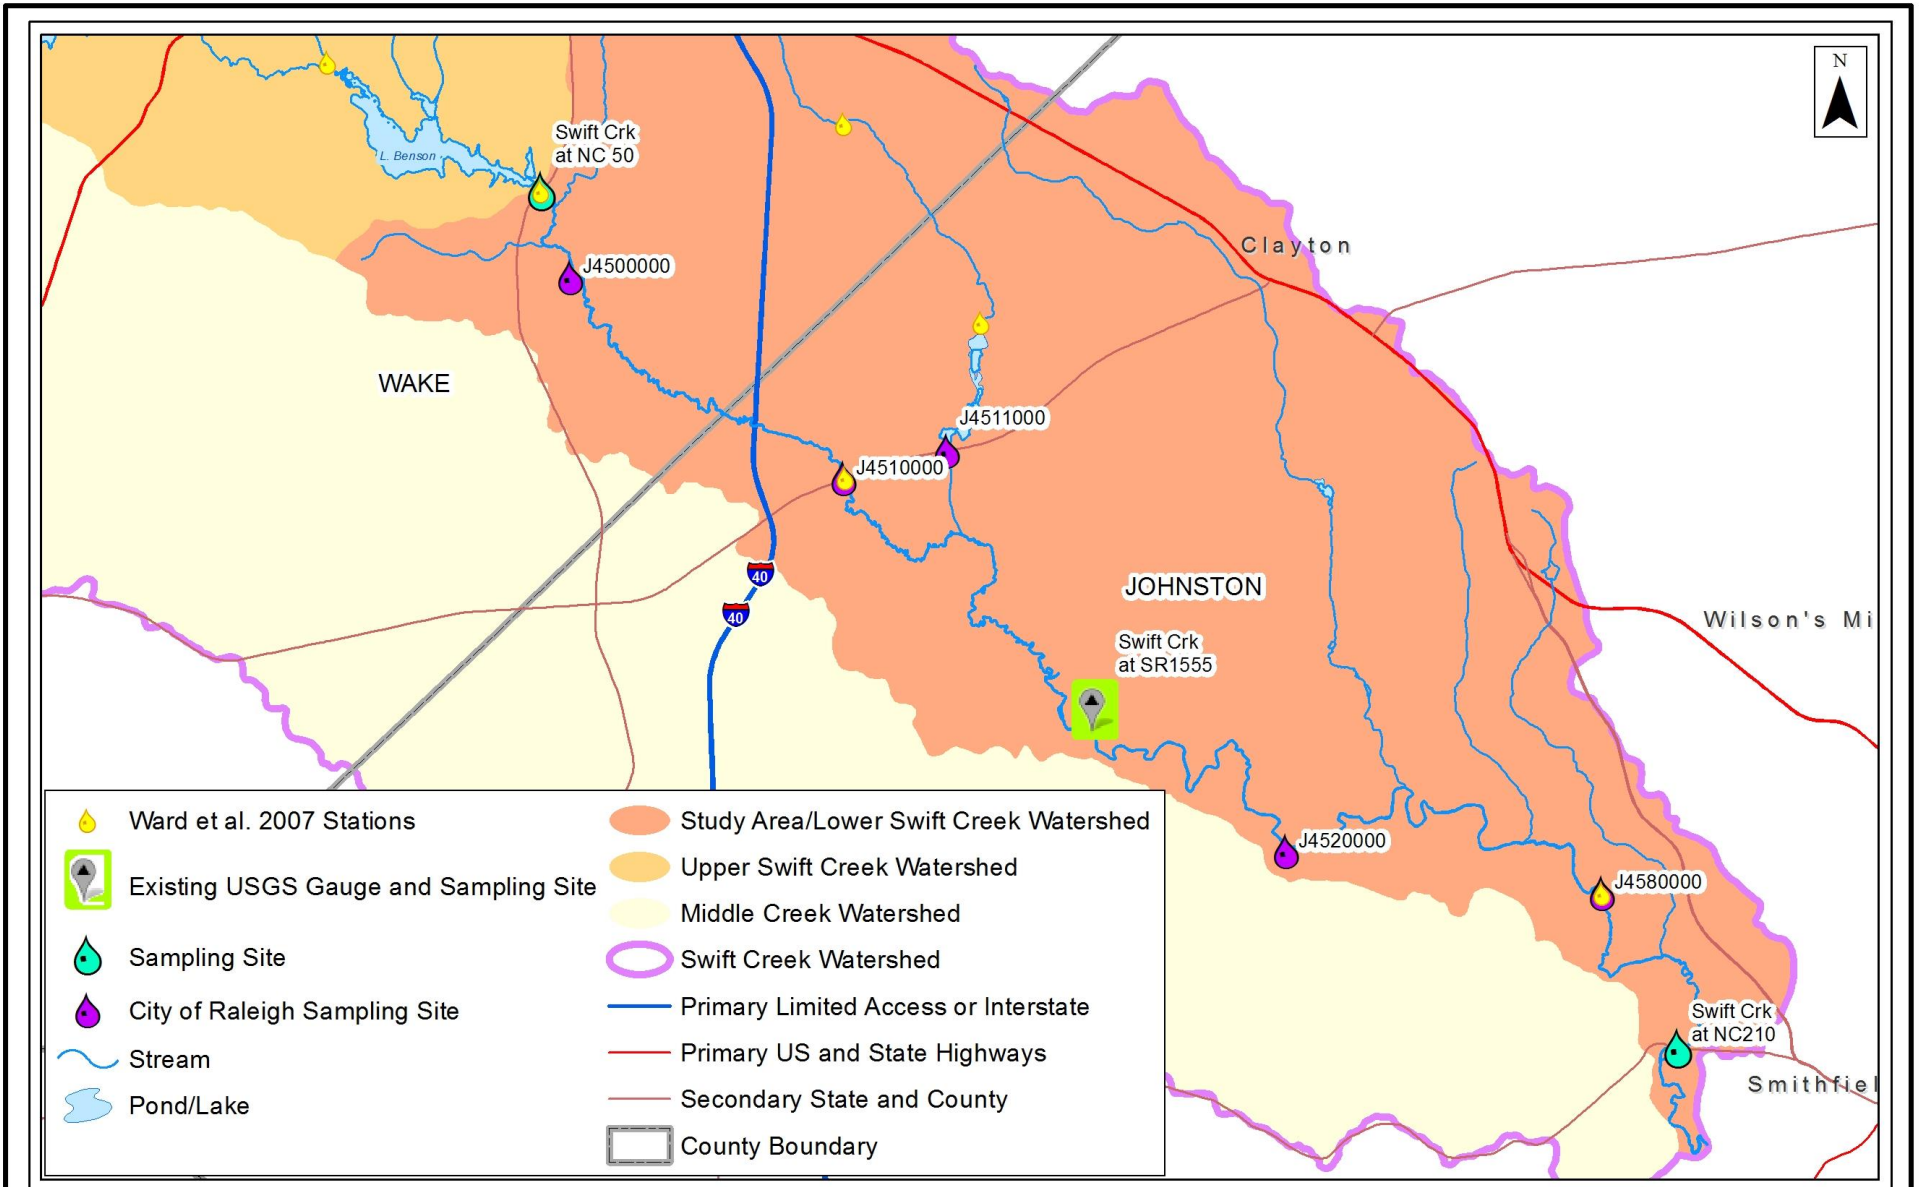 N
Swift Crk
at NC 50
L. Benson
Clayton
J4500000
WAKE
J4511000
J4510000
40
JOHNSTON
40
Wilson's Mi
Swift Crk
at SR1555
J4520000
J4580000
Swift Crk
at NC210
Smithfiel
Ward et al. 2007 Stations
Existing USGS Gauge and Sampling Site
Sampling Site
City of Raleigh Sampling Site
Stream
Pond/Lake
Study Area/Lower Swift Creek Watershed
Upper Swift Creek Watershed
Middle Creek Watershed
Swift Creek Watershed
Primary Limited Access or Interstate
Primary US and State Highways
Secondary State and County
County Boundary